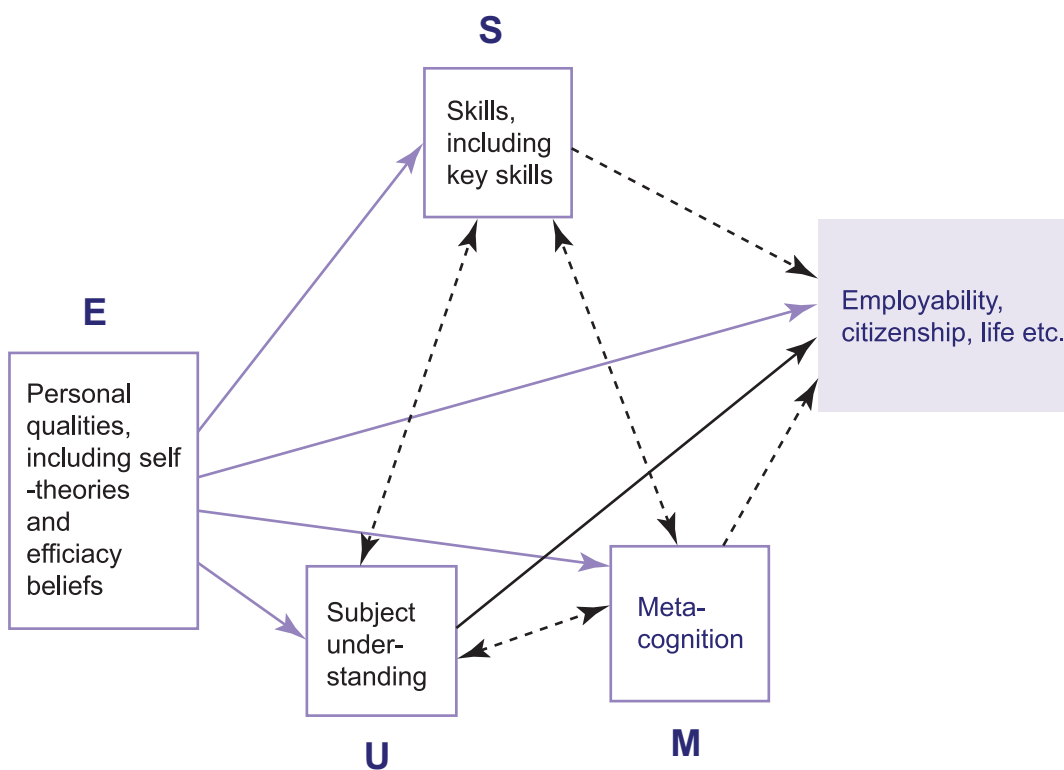 S
Skills,
including
key skills
E
Personal
qualities,
including self
-theories
and
efficiacy
beliefs
Employability,
citizenship, life etc.
Subject
under-
standing
U
Meta-
cognition
M